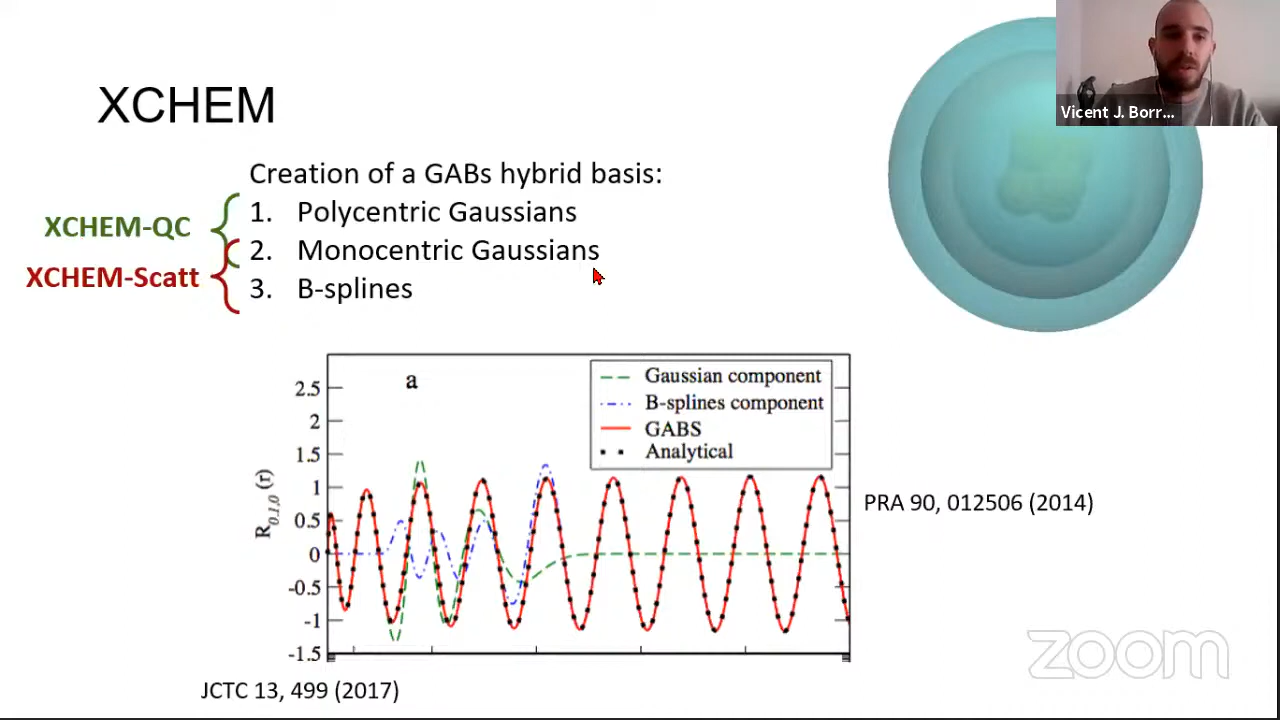 XCHEM
Vicent J. Borr...
Creation of a GABs hybrid basis:
XCHEM-QC
1. Polycentric Gaussians
2. Monocentric Gaussians
XCHEM-Scatt
3. B-splines
a
Gaussian component
B-splines component
GABS
Analytical
2.5
2
1.5
1
0.5
0
-0.5
-1
-1.5
R0,1,0 (r)
PRA 90, 012506 (2014)
JCTC 13, 499 (2017)
zoom